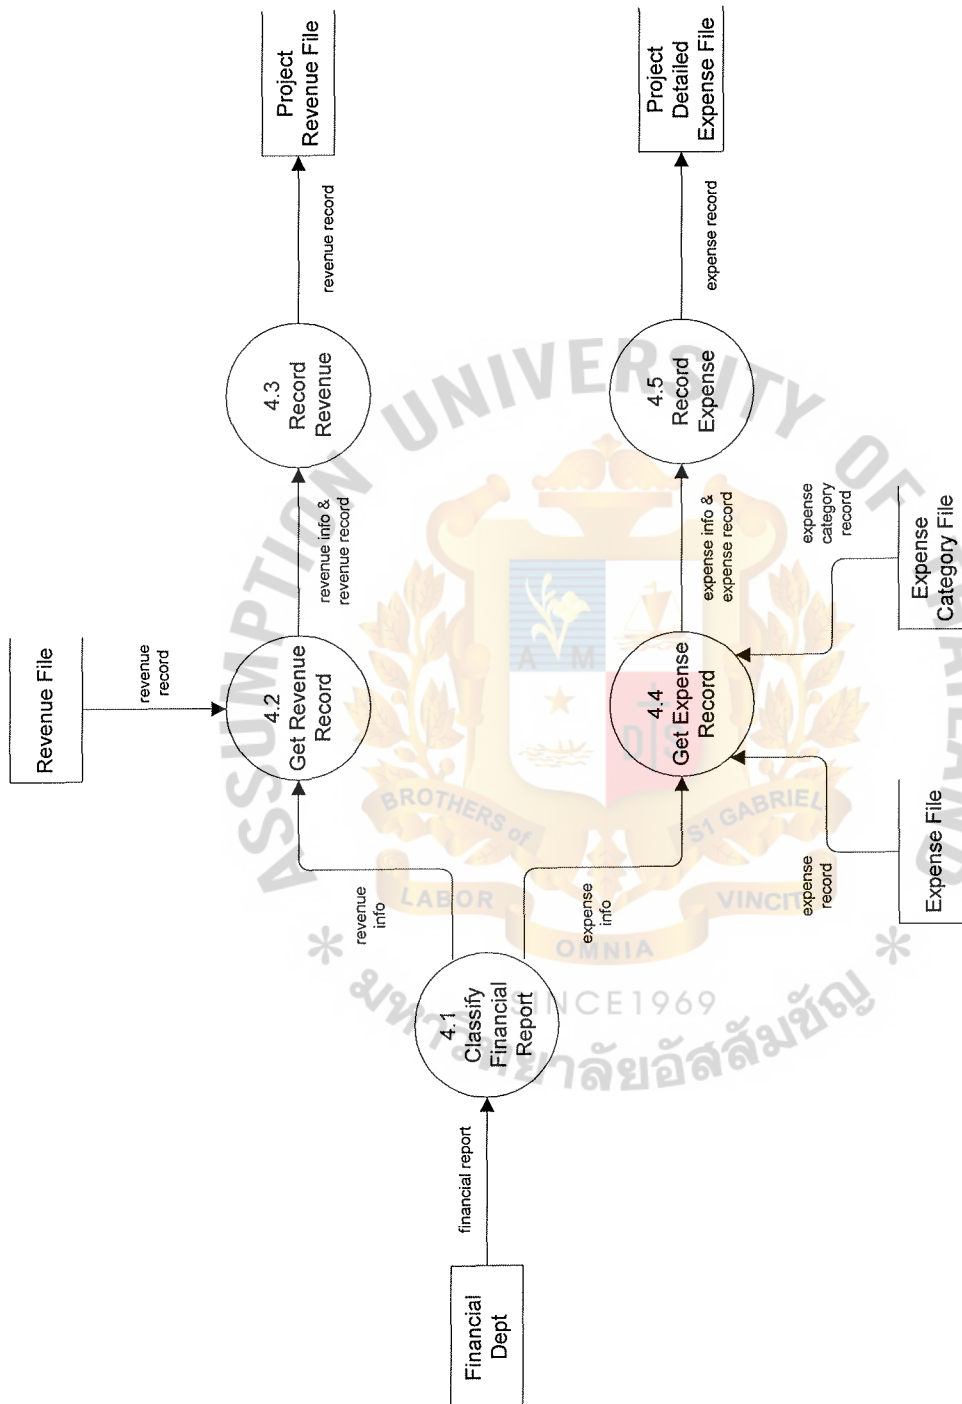 Revenue File
revenue
record
Project
Revenue File
revenue record
4.3
Record
Revenue
revenue info &
revenue record
4.2
Get Revenue
Record
revenue
info
Financial
Dept
financial report
4.1
Classify
Financial
Report
expense
info
4.4
Get Expense
Record
expense info &
expense record
4.5
Record
Expense
expense record
Project
Detailed
Expense File
expense
record
Expense File
expense
category
record
Expense
Category File
ASSUMPTION UNIVERSITY OF THAILAND
A M
D S
BROTHERS of
S1 GABRIEL
LABOR
OMNIA
VINCIT
SINCE1969
มหาวิทยาลัยอัสสัมชัญ